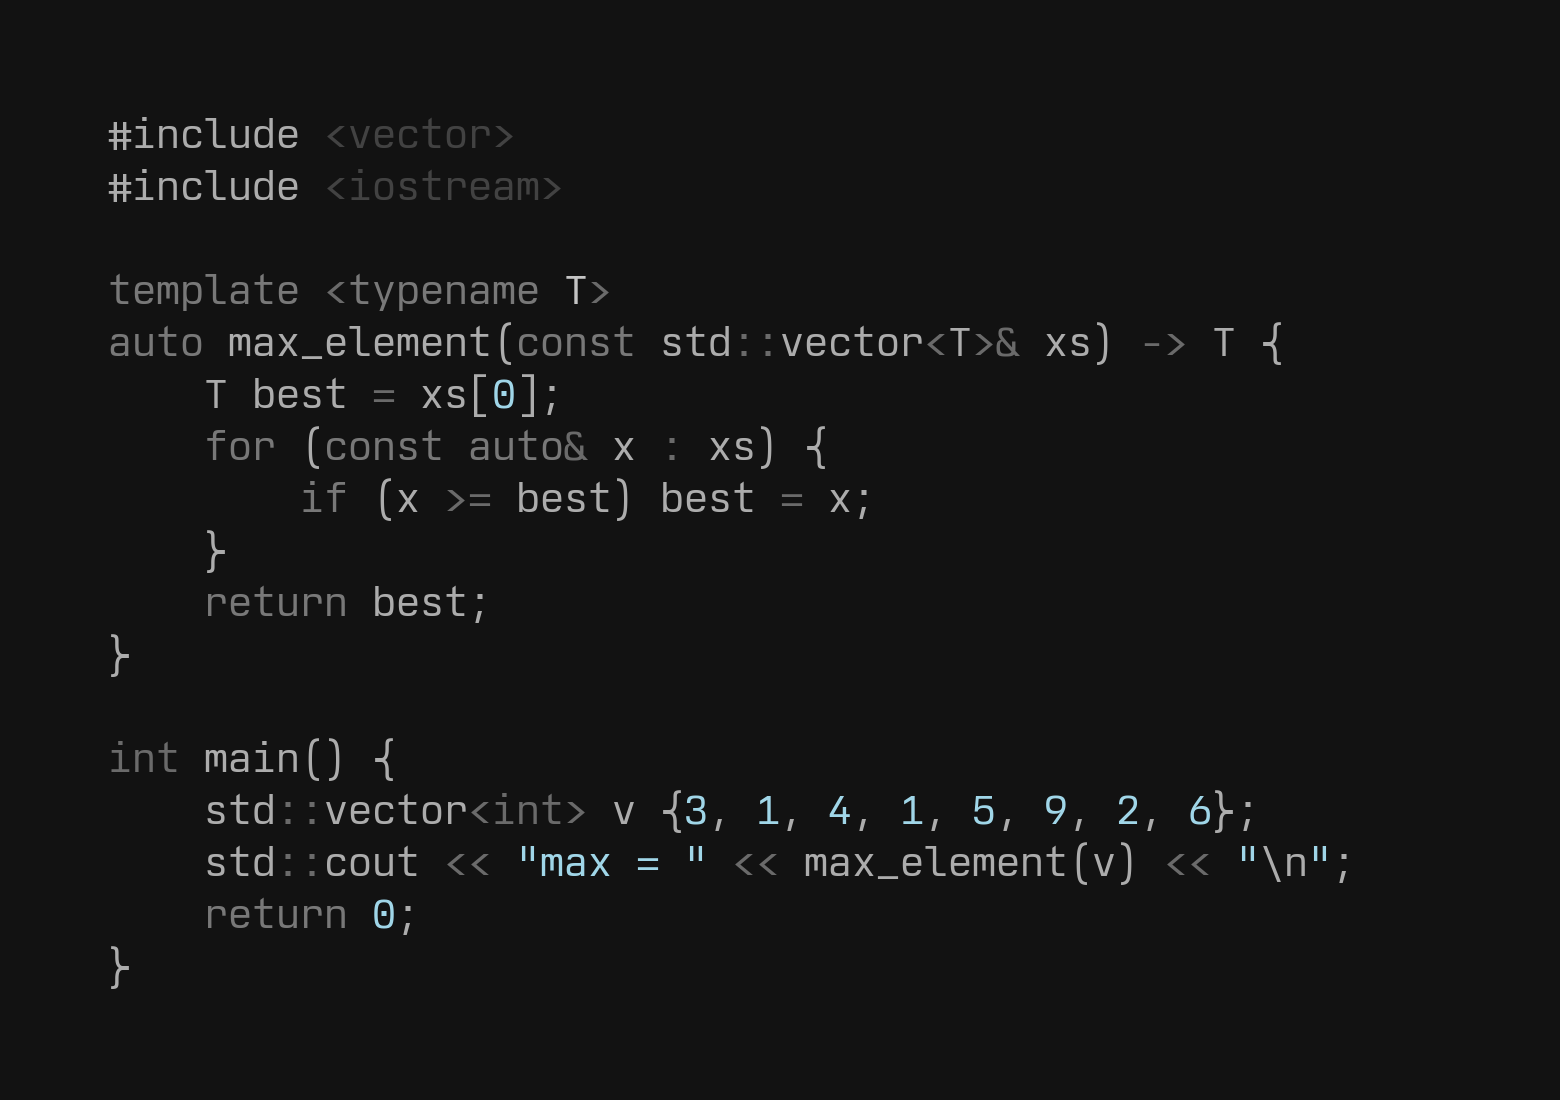 #include <vector>
#include <iostream>

template <typename T>
auto max_element(const std::vector<T>& xs) -> T {
    T best = xs[0];
    for (const auto& x : xs) {
        if (x >= best) best = x;
    }
    return best;
}

int main() {
    std::vector<int> v {3, 1, 4, 1, 5, 9, 2, 6};
    std::cout << "max = " << max_element(v) << "\n";
    return 0;
}